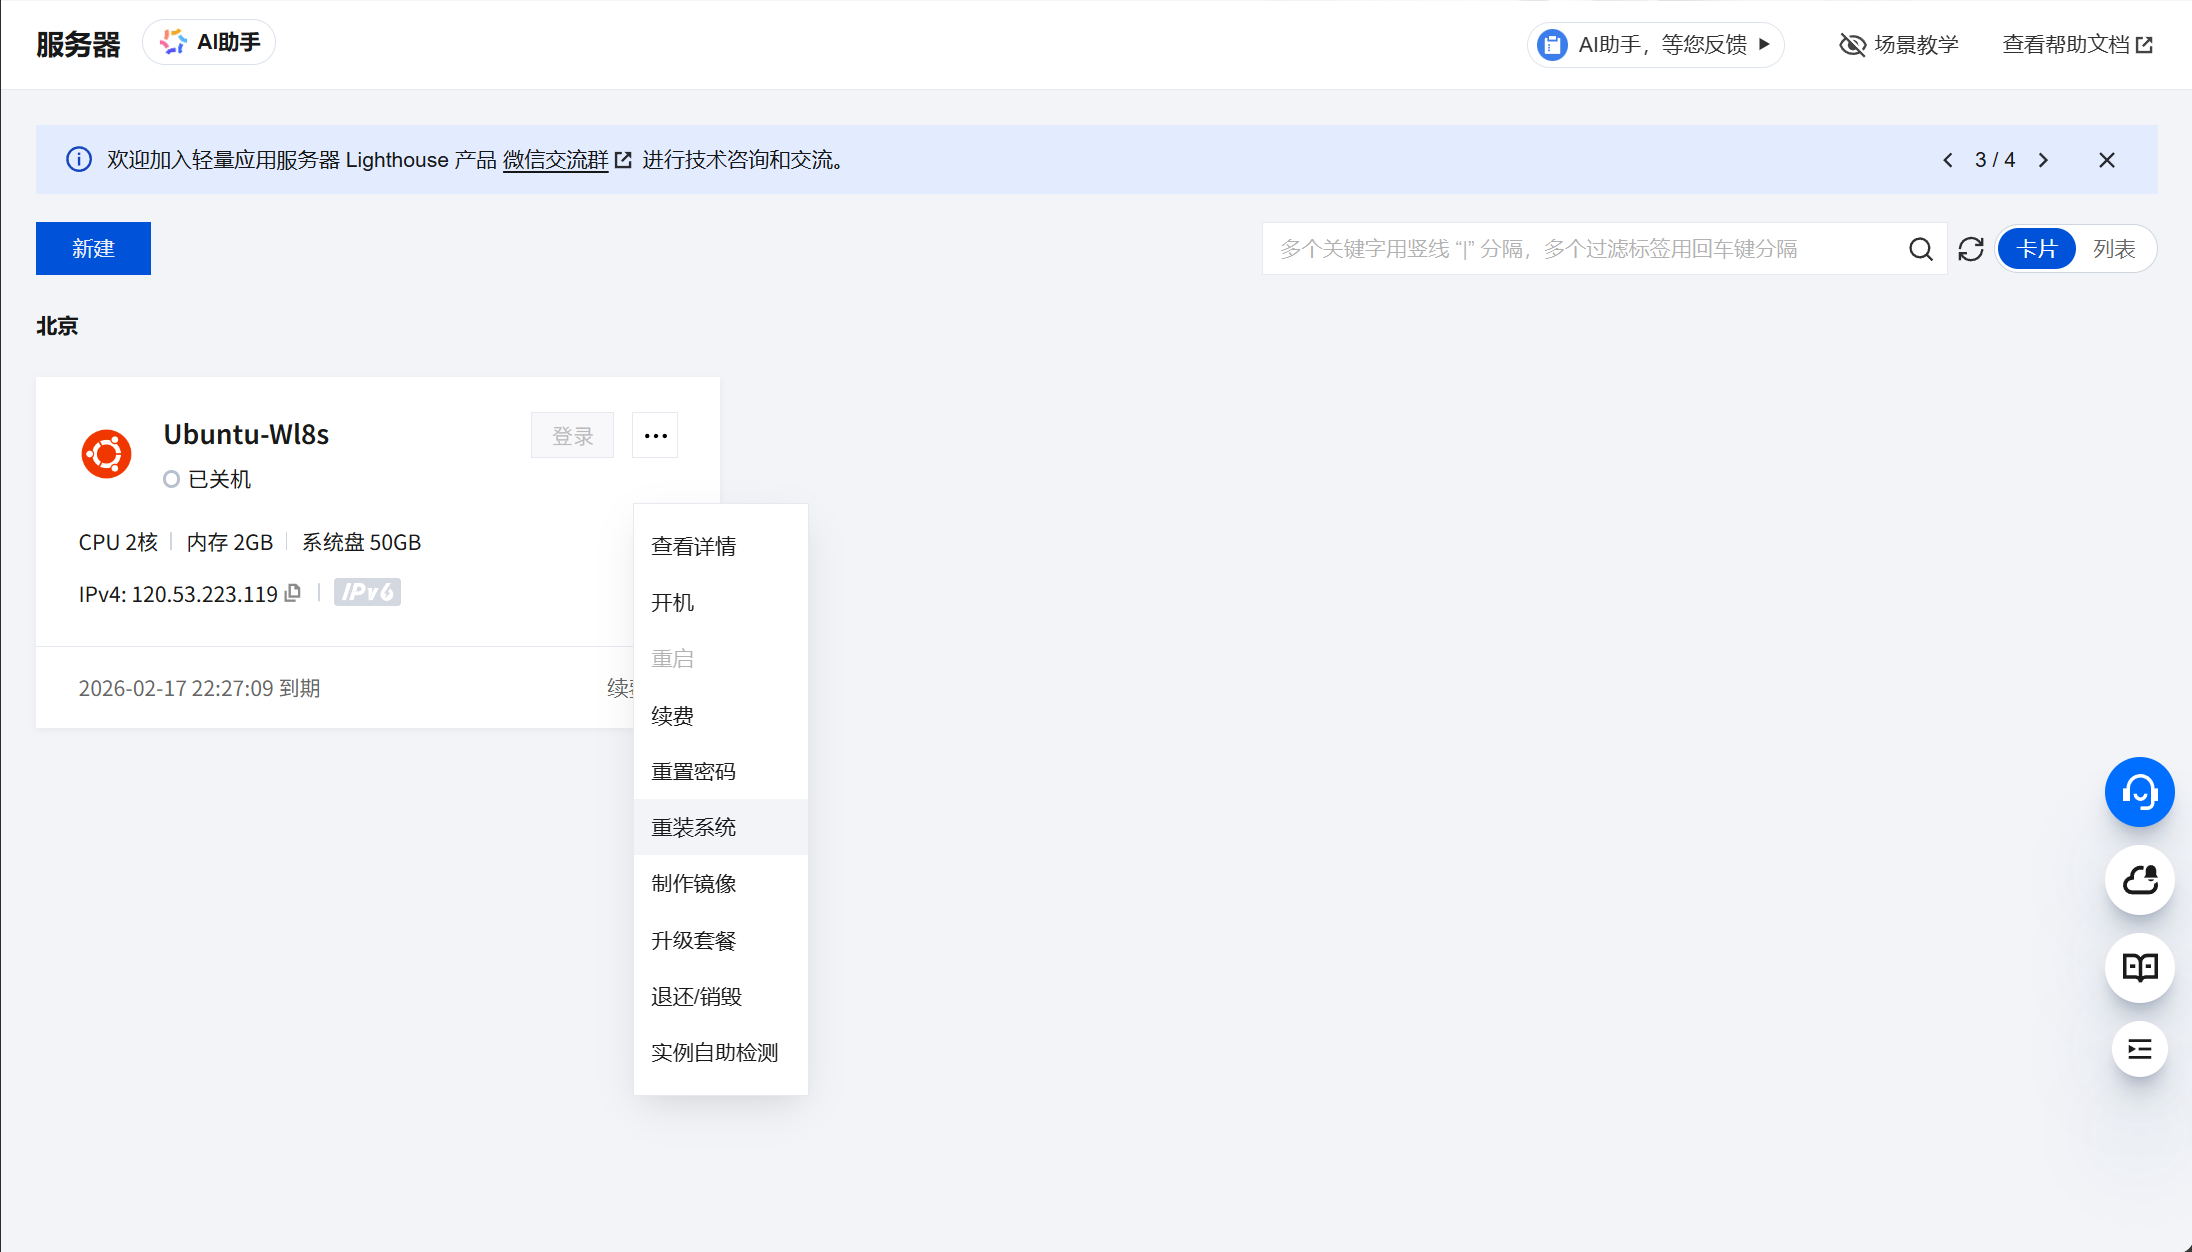 服务器 AI助手 AI助手，等您反馈 场景教学 查看帮助文档
欢迎加入轻量应用服务器 Lighthouse 产品 微信交流群 进行技术咨询和交流。 3 / 4
新建 多个关键字用竖线 “|” 分隔，多个过滤标签用回车键分隔 卡片 列表
北京
Ubuntu-Wl8s 登录
已关机
CPU 2核 内存 2GB 系统盘 50GB
IPv4: 120.53.223.119 IPv6
2026-02-17 22:27:09 到期 续
查看详情
开机
重启
续费
重置密码
重装系统
制作镜像
升级套餐
退还/销毁
实例自助检测